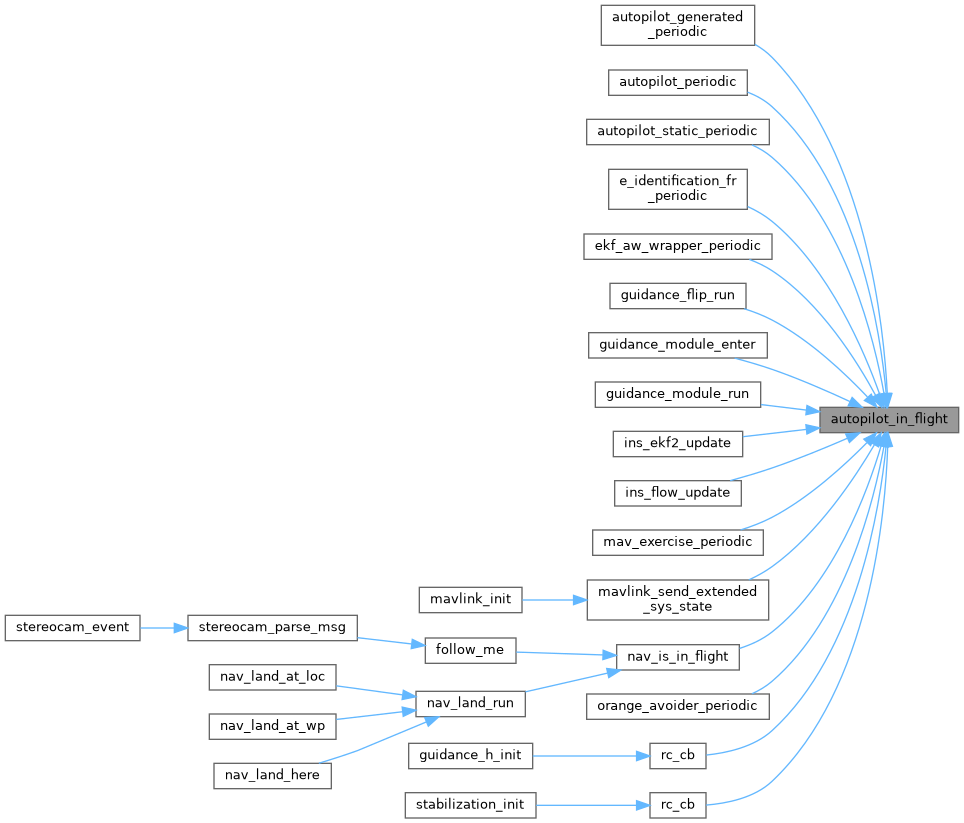 autopilot_generated
_periodic
autopilot_periodic
autopilot_static_periodic
e_identification_fr
_periodic
ekf_aw_wrapper_periodic
guidance_flip_run
guidance_module_enter
guidance_module_run
autopilot_in_flight
ins_ekf2_update
ins_flow_update
mav_exercise_periodic
mavlink_send_extended
_sys_state
mavlink_init
stereocam_event
stereocam_parse_msg
follow_me
nav_is_in_flight
nav_land_at_loc
nav_land_run
orange_avoider_periodic
nav_land_at_wp
nav_land_here
guidance_h_init
rc_cb
stabilization_init
rc_cb